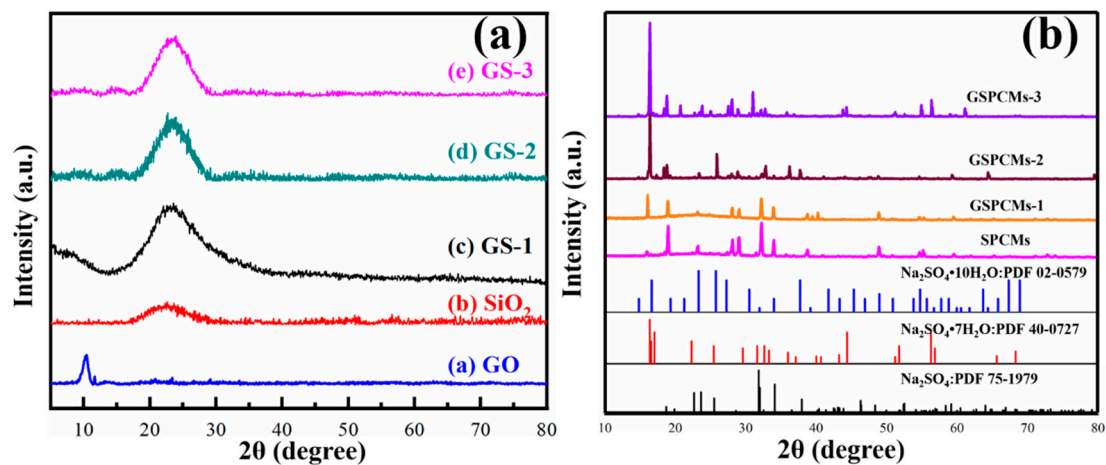 (a)
(e) GS-3
(d) GS-2
(c) GS-1
(b) SiO₂
(a) GO
Intensity (a.u.)
10 20 30 40 50 60 70 80
2θ (degree)
(b)
GSPCMs-3
GSPCMs-2
GSPCMs-1
SPCMs
Na₂SO₄•10H₂O:PDF 02-0579
Na₂SO₄•7H₂O:PDF 40-0727
Na₂SO₄:PDF 75-1979
Intensity (a.u.)
10 20 30 40 50 60 70 80
2θ (degree)